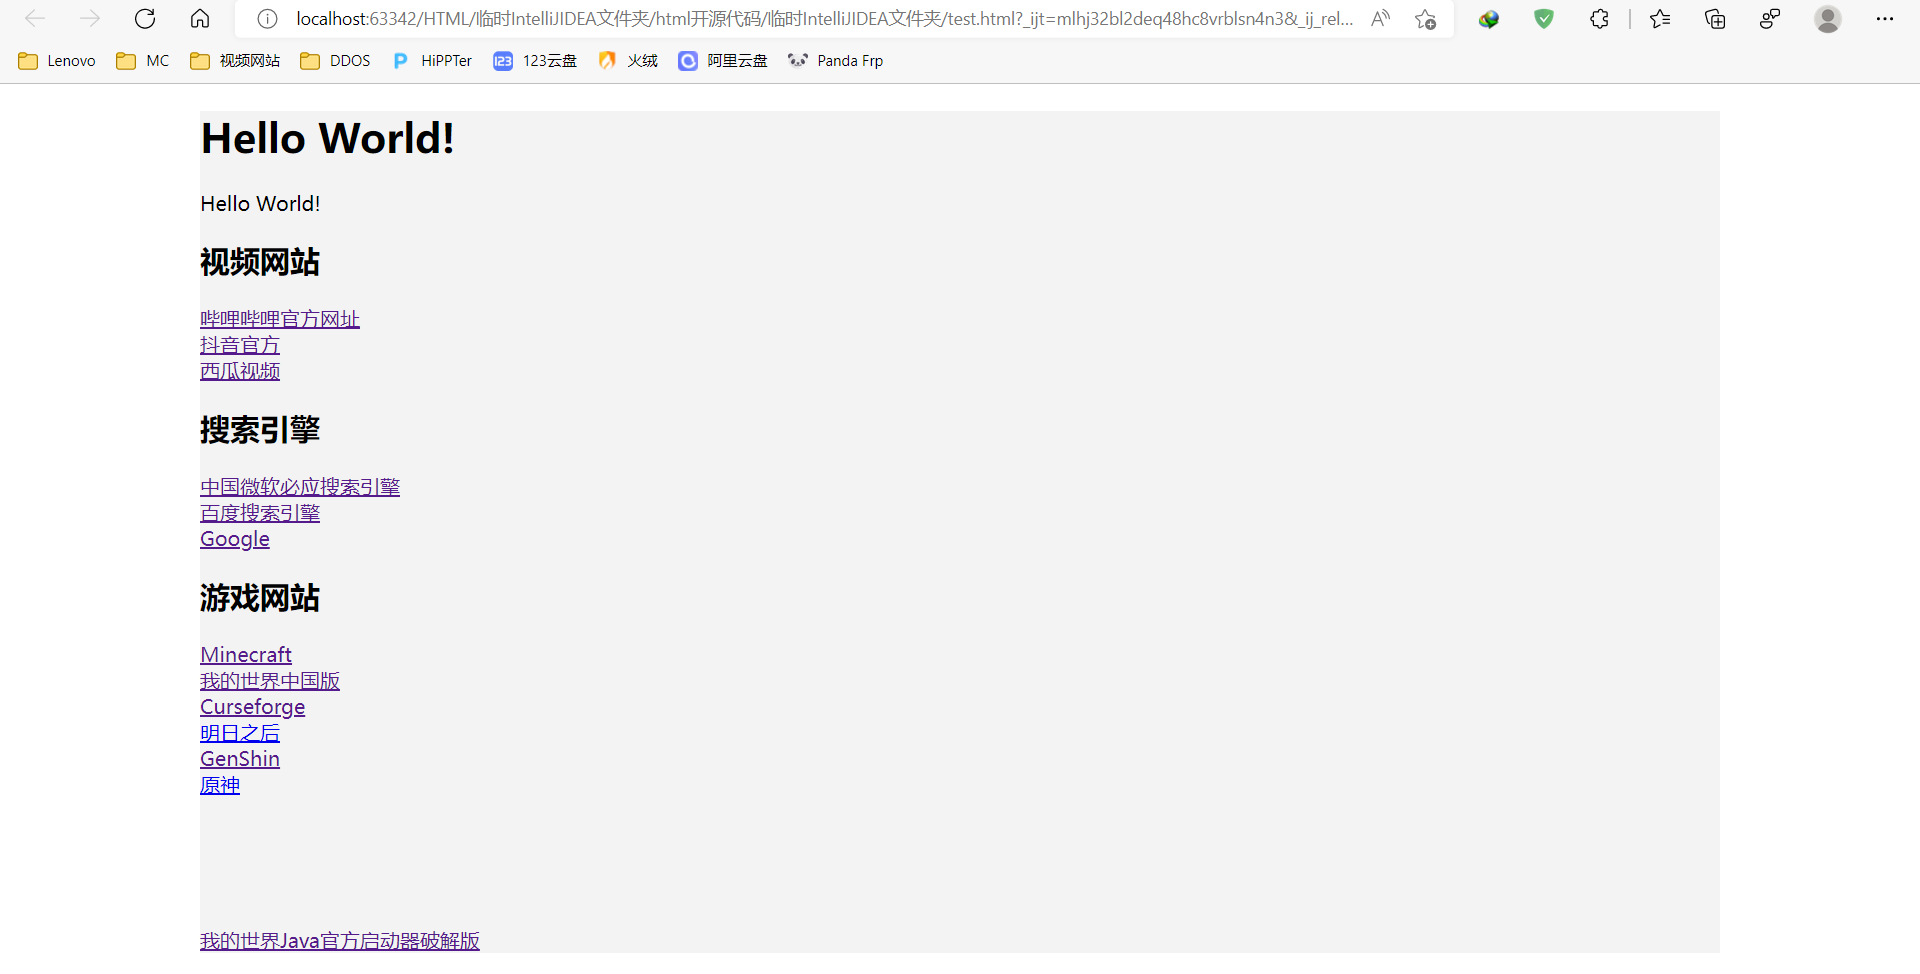 localhost:63342/HTML/临时IntelliJIDEA文件夹/html开源代码/临时IntelliJIDEA文件夹/test.html?_ijt=mlhj32bl2deq48hc8vrblsn4n3&_ij_rel...
Lenovo MC 视频网站 DDOS HiPPTer 123云盘 火绒 阿里云盘 Panda Frp
Hello World!
Hello World!
视频网站
哔哩哔哩官方网址
抖音官方
西瓜视频
搜索引擎
中国微软必应搜索引擎
百度搜索引擎
Google
游戏网站
Minecraft
我的世界中国版
Curseforge
明日之后
GenShin
原神
我的世界Java官方启动器破解版